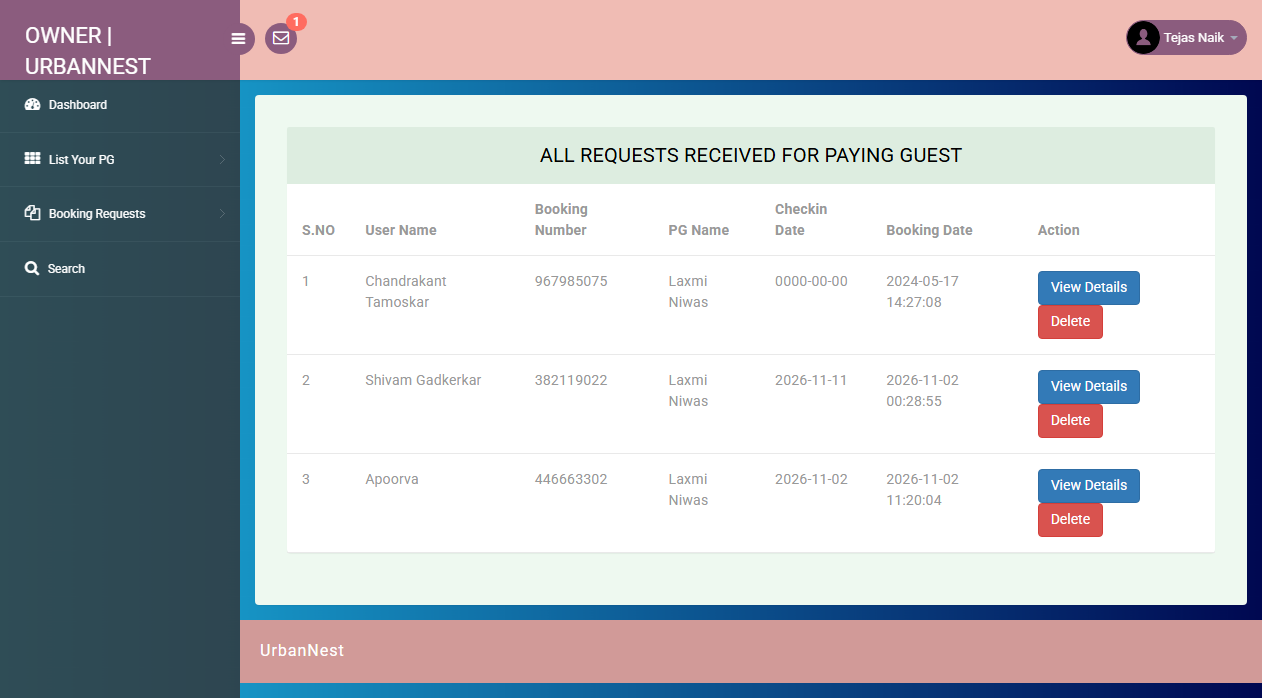 OWNER |
URBANNEST
1
Tejas Naik
Dashboard
List Your PG
Booking Requests
Search
ALL REQUESTS RECEIVED FOR PAYING GUEST
S.NO User Name Booking Number PG Name Checkin Date Booking Date Action
1 Chandrakant Tamoskar 967985075 Laxmi Niwas 0000-00-00 2024-05-17 14:27:08 View Details
Delete
2 Shivam Gadkerkar 382119022 Laxmi Niwas 2026-11-11 2026-11-02 00:28:55 View Details
Delete
3 Apoorva 446663302 Laxmi Niwas 2026-11-02 2026-11-02 11:20:04 View Details
Delete
UrbanNest